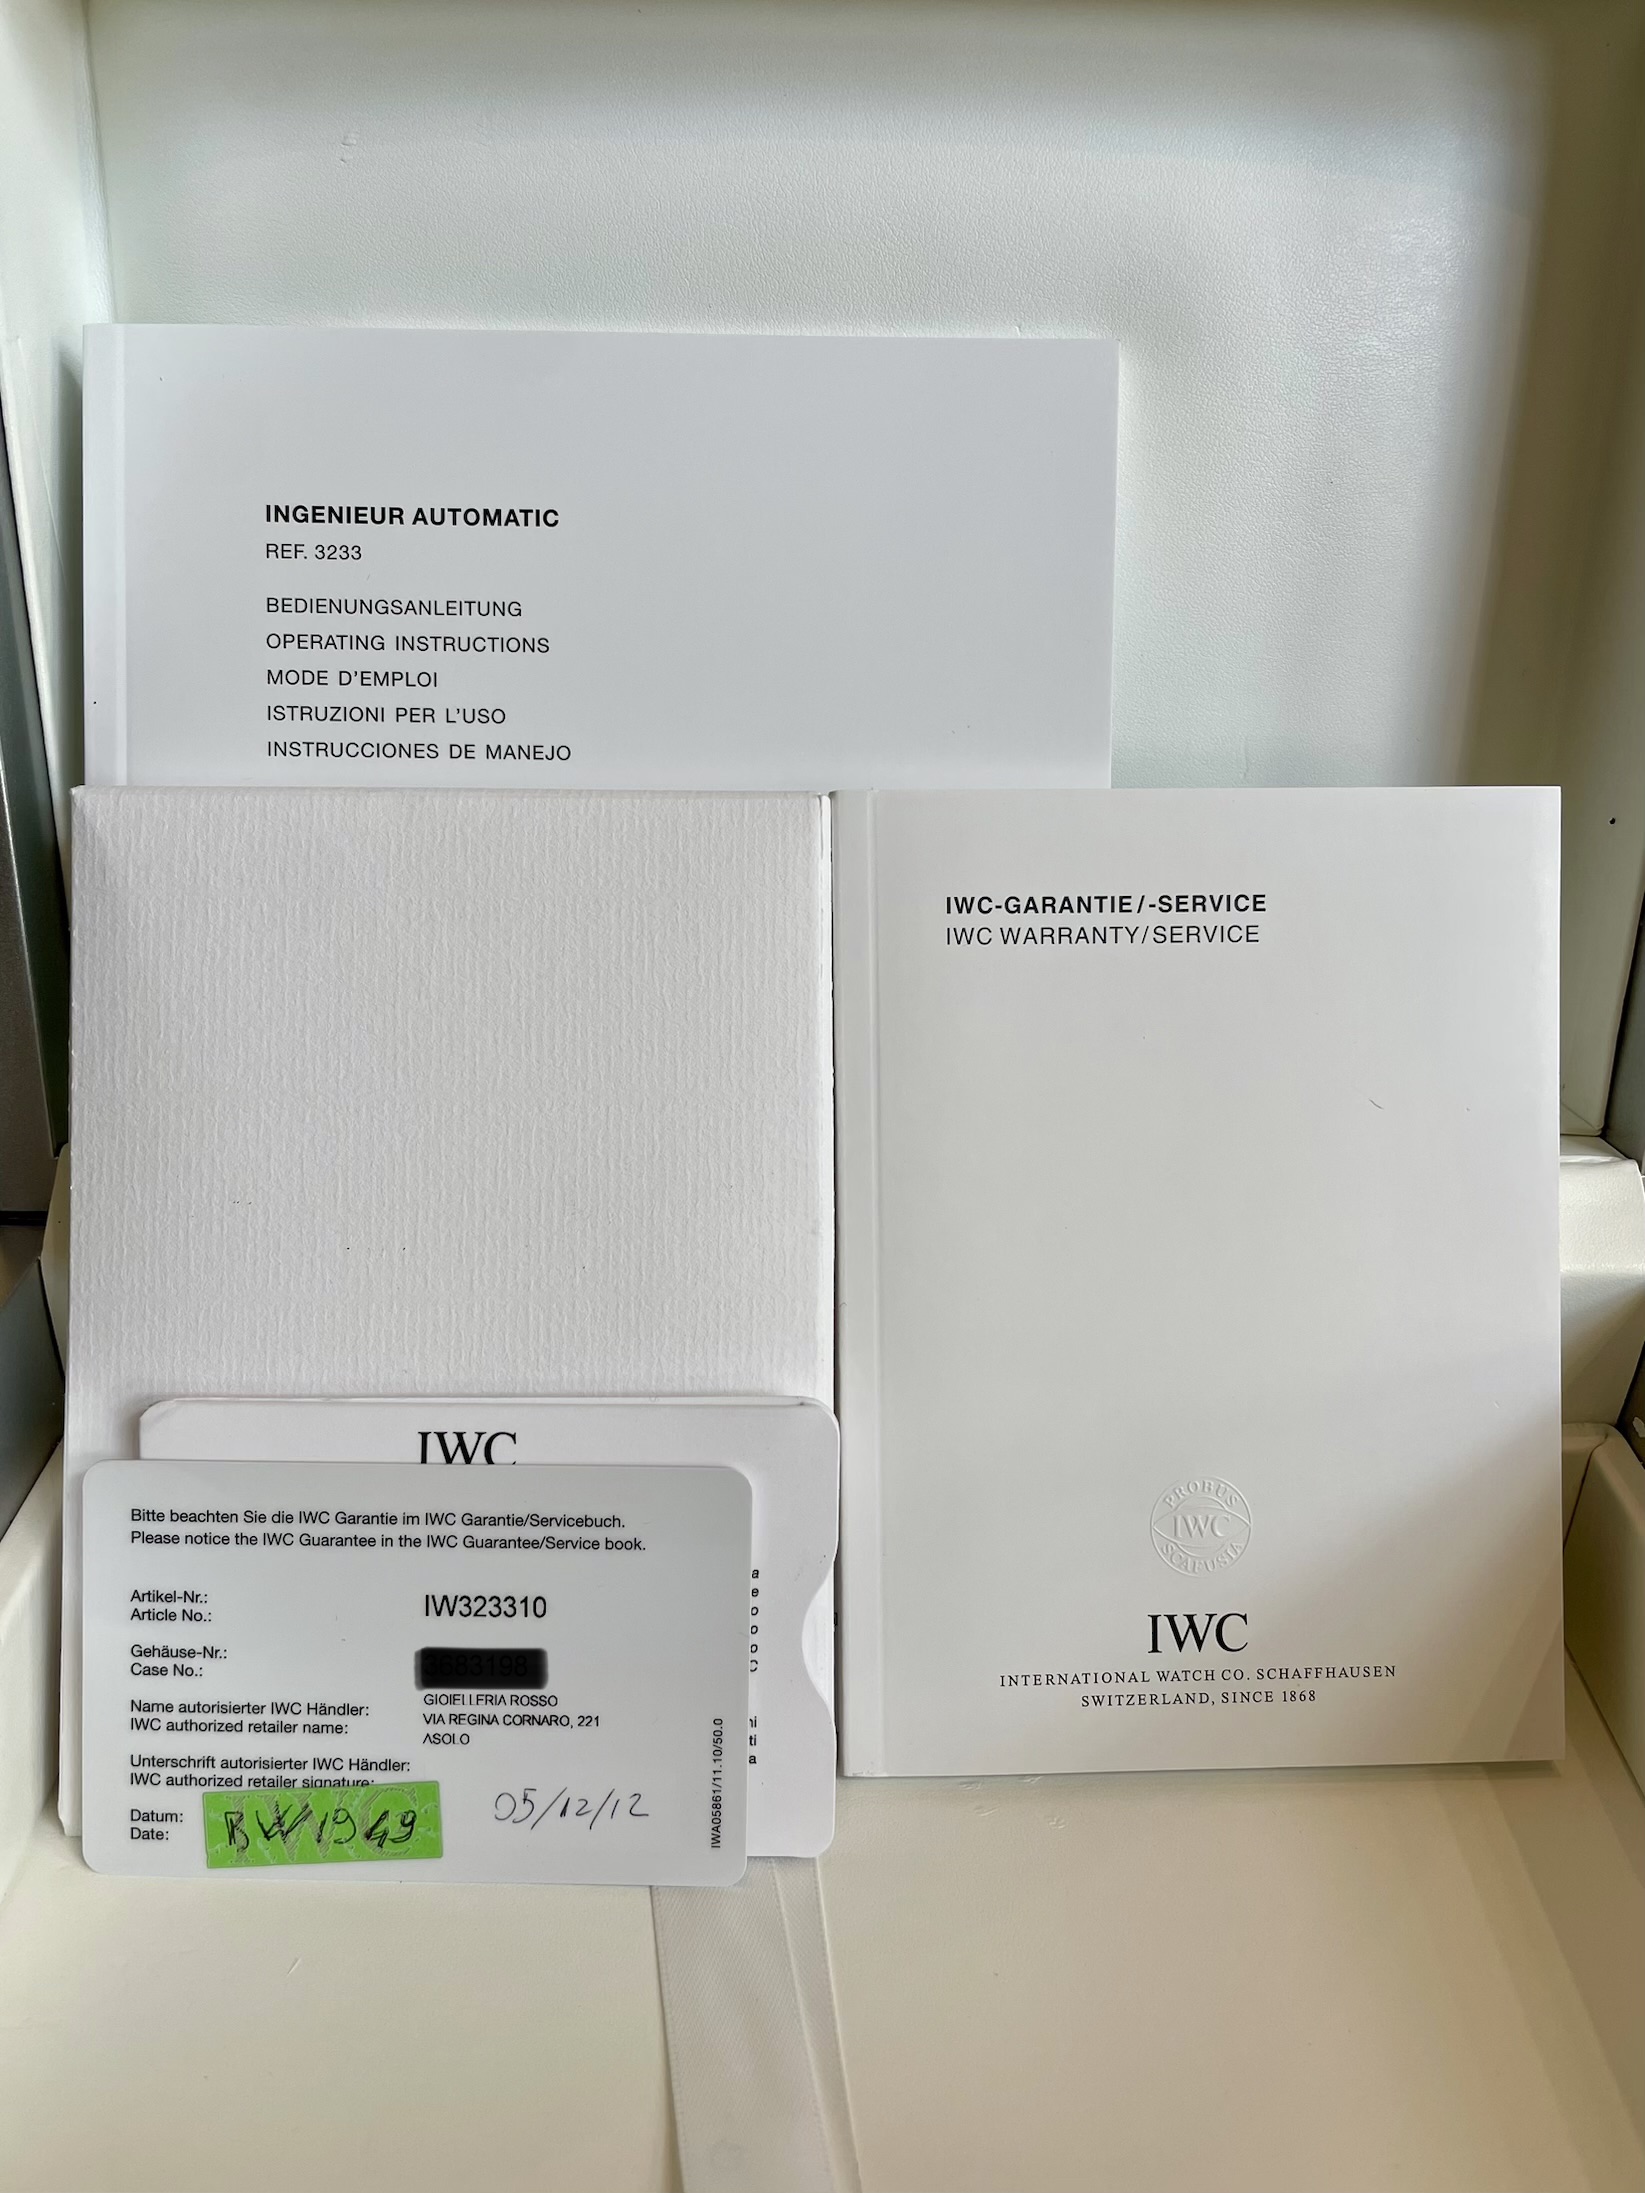 INGENIEUR AUTOMATIC
REF. 3233
BEDIENUNGSANLEITUNG
OPERATING INSTRUCTIONS
MODE D'EMPLOI
ISTRUZIONI PER L'USO
INSTRUCCIONES DE MANEJO
IWC-GARANTIE/-SERVICE
IWC WARRANTY/SERVICE
PROBUS
IWC
SCAFUSIA
IWC
INTERNATIONAL WATCH CO. SCHAFFHAUSEN
SWITZERLAND, SINCE 1868
IWC
Bitte beachten Sie die IWC Garantie im IWC Garantie/Servicebuch.
Please notice the IWC Guarantee in the IWC Guarantee/Service book.
Artikel-Nr.:
Article No.:
IW323310
Gehäuse-Nr.:
Case No.:
Name autorisierter IWC Händler:
IWC authorized retailer name:
GIOIELLERIA ROSSO
VIA REGINA CORNARO, 221
ASOLO
Unterschrift autorisierter IWC Händler:
IWC authorized retailer signature:
Datum:
Date:
05/12/12
IWA05861/11.10/50.0